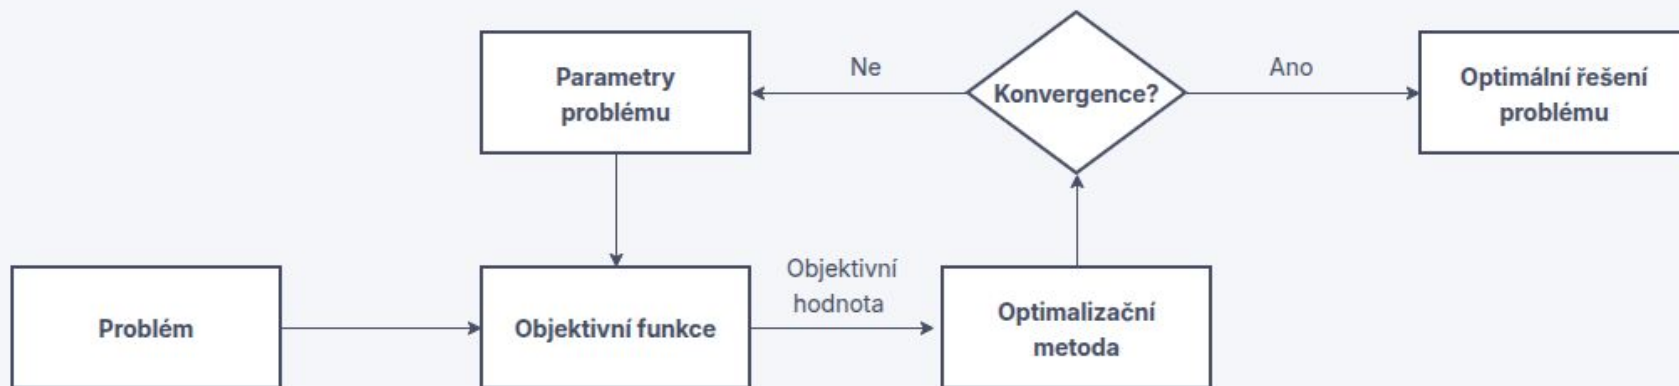 Parametry
problému
Ne
Konvergence?
Ano
Optimální řešení
problému
Problém
Objektivní funkce
Objektivní
hodnota
Optimalizační
metoda